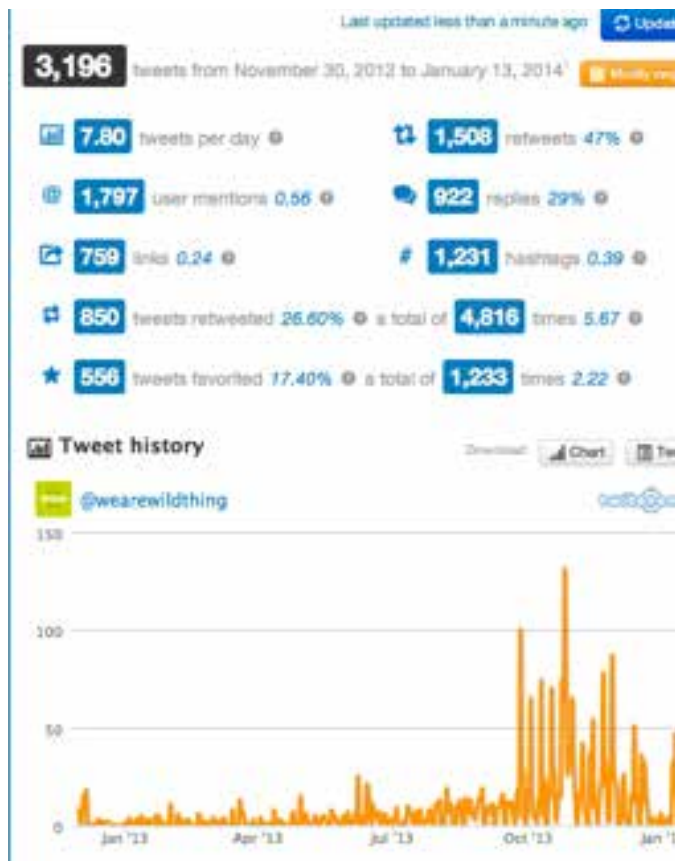 Last updated less than a minute ago
3,196 tweets from November 30, 2012 to January 13, 2014
7.80 tweets per day
1,508 retweets 47%
@ 1,797 user mentions 0.56
922 replies 29%
759 links 0.24
# 1,231 hashtags 0.39
850 tweets retweeted 26.60% a total of 4,816 times 5.67
556 tweets favorited 17.40% a total of 1,233 times 2.22
Tweet history
Download: Chart
@wearewildthing
150
100
50
0
Jan '13 Apr '13 Jul '13 Oct '13 Jan